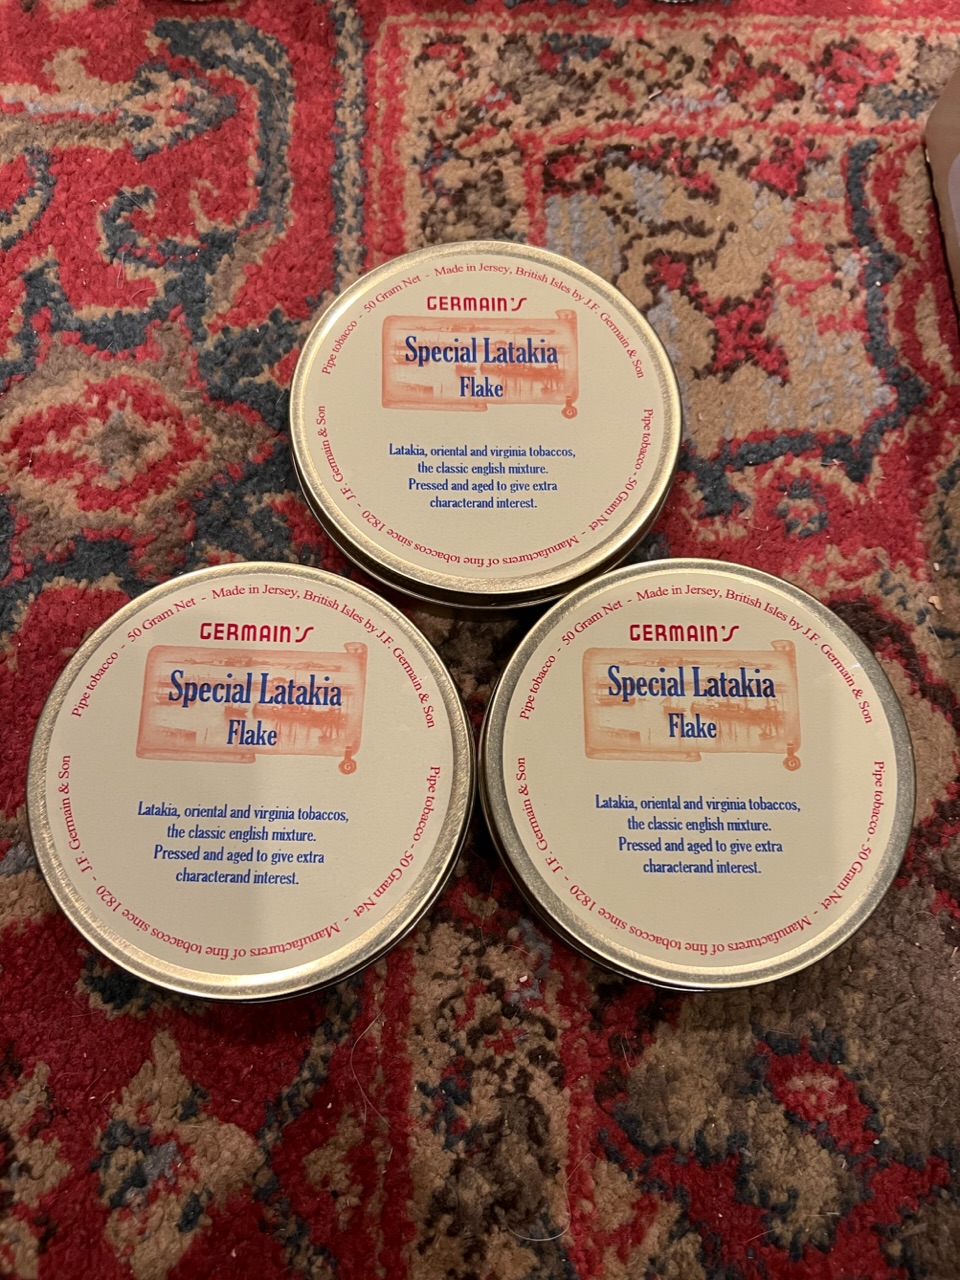 Pipe tobacco - 50 Gram Net - Made in Jersey, British Isles by J.F. Germain & Son
GERMAIN'S
Special Latakia
Flake
Latakia, oriental and virginia tobaccos,
the classic english mixture.
Pressed and aged to give extra
characterand interest.
Pipe tobacco - 50 Gram Net - Manufacturers of fine tobaccos since 1820 - J.F. Germain & Son
Pipe tobacco - 50 Gram Net - Made in Jersey, British Isles by J.F. Germain & Son
GERMAIN'S
Special Latakia
Flake
Latakia, oriental and virginia tobaccos,
the classic english mixture.
Pressed and aged to give extra
characterand interest.
Pipe tobacco - 50 Gram Net - Manufacturers of fine tobaccos since 1820 - J.F. Germain & Son
Pipe tobacco - 50 Gram Net - Made in Jersey, British Isles by J.F. Germain & Son
GERMAIN'S
Special Latakia
Flake
Latakia, oriental and virginia tobaccos,
the classic english mixture.
Pressed and aged to give extra
characterand interest.
Pipe tobacco - 50 Gram Net - Manufacturers of fine tobaccos since 1820 - J.F. Germain & Son